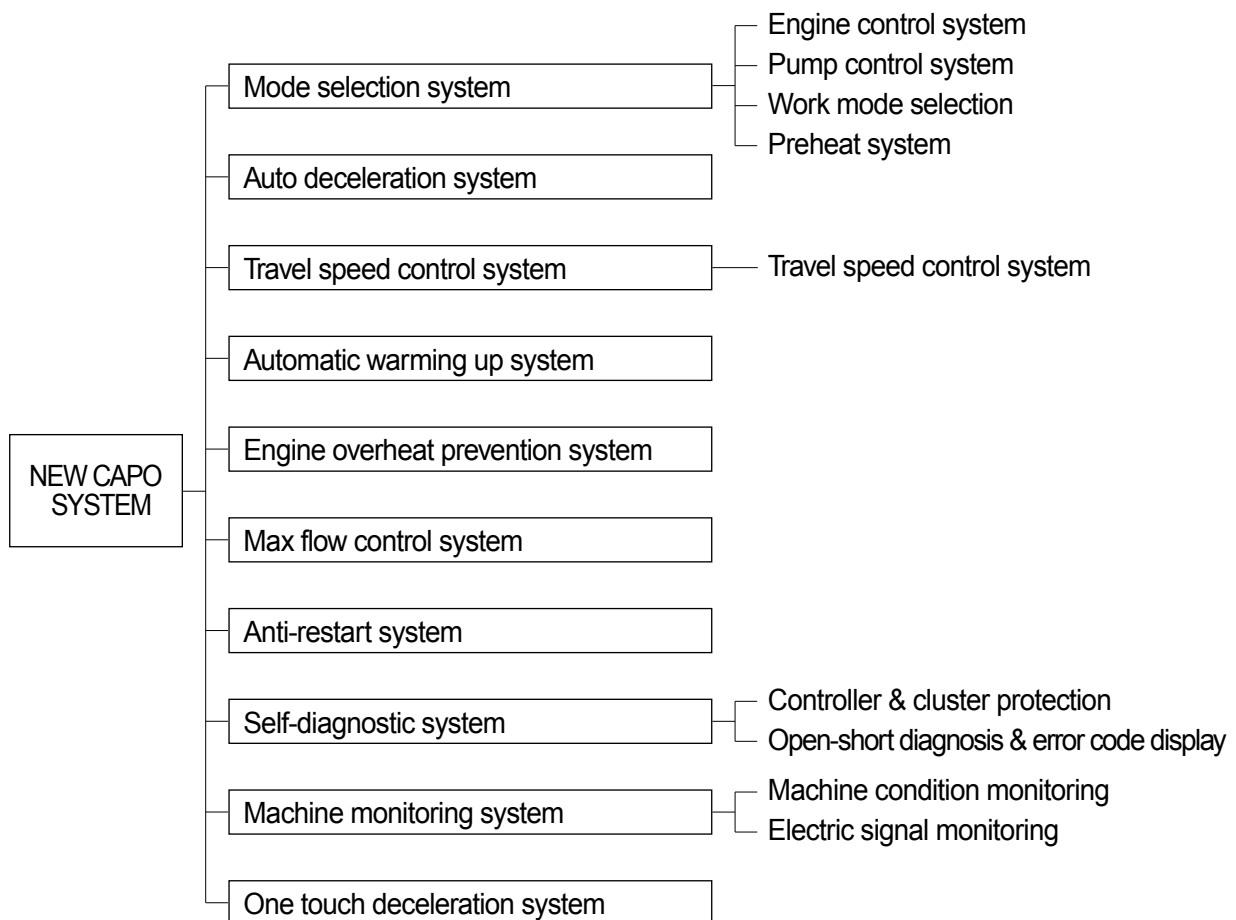 Engine control system
Pump control system
Mode selection system
Work mode selection
Preheat system
Auto deceleration system
Travel speed control system
Travel speed control system
Automatic warming up system
Engine overheat prevention system
NEW CAPO
SYSTEM
Max flow control system
Anti-restart system
Controller & cluster protection
Self-diagnostic system
Open-short diagnosis & error code display
Machine condition monitoring
Machine monitoring system
Electric signal monitoring
One touch deceleration system